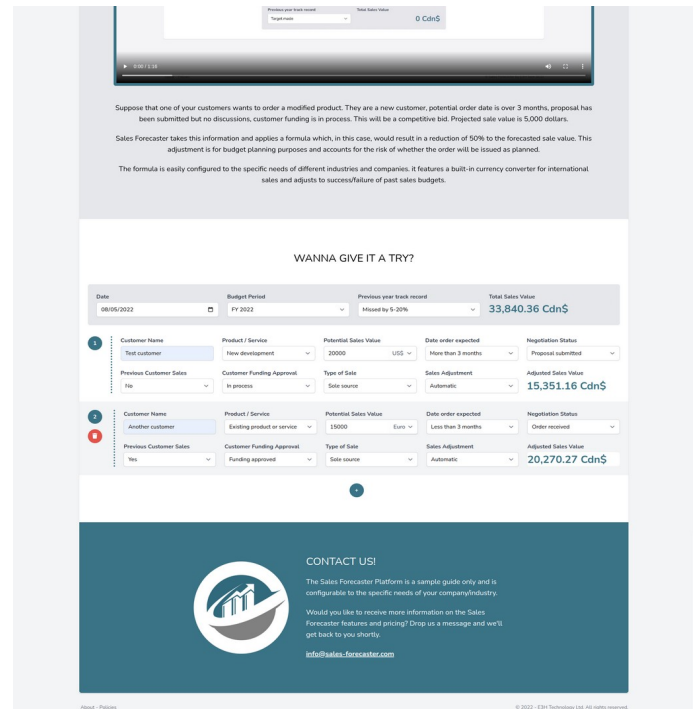 Previous year track record Total Sales Value
Target made 0 Cdn$
0:00 / 1:16
Suppose that one of your customers wants to order a modified product. They are a new customer, potential order date is over 3 months, proposal has
been submitted but no discussions, customer funding is in process. This will be a competitive bid. Projected sale value is 5,000 dollars.
Sales Forecaster takes this information and applies a formula which, in this case, would result in a reduction of 50% to the forecasted sale value. This
adjustment is for budget planning purposes and accounts for the risk of whether the order will be issued as planned.
The formula is easily configured to the specific needs of different industries and companies. it features a built-in currency converter for international
sales and adjusts to success/failure of past sales budgets.
WANNA GIVE IT A TRY?
Date Budget Period Previous year track record Total Sales Value
08/05/2022 FY 2022 Missed by 5-20% 33,840.36 Cdn$
1 Customer Name Product / Service Potential Sales Value Date order expected Negotiation Status
Test customer New development 20000 US$ More than 3 months Proposal submitted
Previous Customer Sales Customer Funding Approval Type of Sale Sales Adjustment Adjusted Sales Value
No In process Sole source Automatic 15,351.16 Cdn$
2 Customer Name Product / Service Potential Sales Value Date order expected Negotiation Status
Another customer Existing product or service 15000 Euro Less than 3 months Order received
Previous Customer Sales Customer Funding Approval Type of Sale Sales Adjustment Adjusted Sales Value
Yes Funding approved Sole source Automatic 20,270.27 Cdn$
+
CONTACT US!
The Sales Forecaster Platform is a sample guide only and is
configurable to the specific needs of your company/industry.
Would you like to receive more information on the Sales
Forecaster features and pricing? Drop us a message and we'll
get back to you shortly.
info@sales-forecaster.com
About - Policies © 2022 - E3H Technology Ltd. All rights reserved.